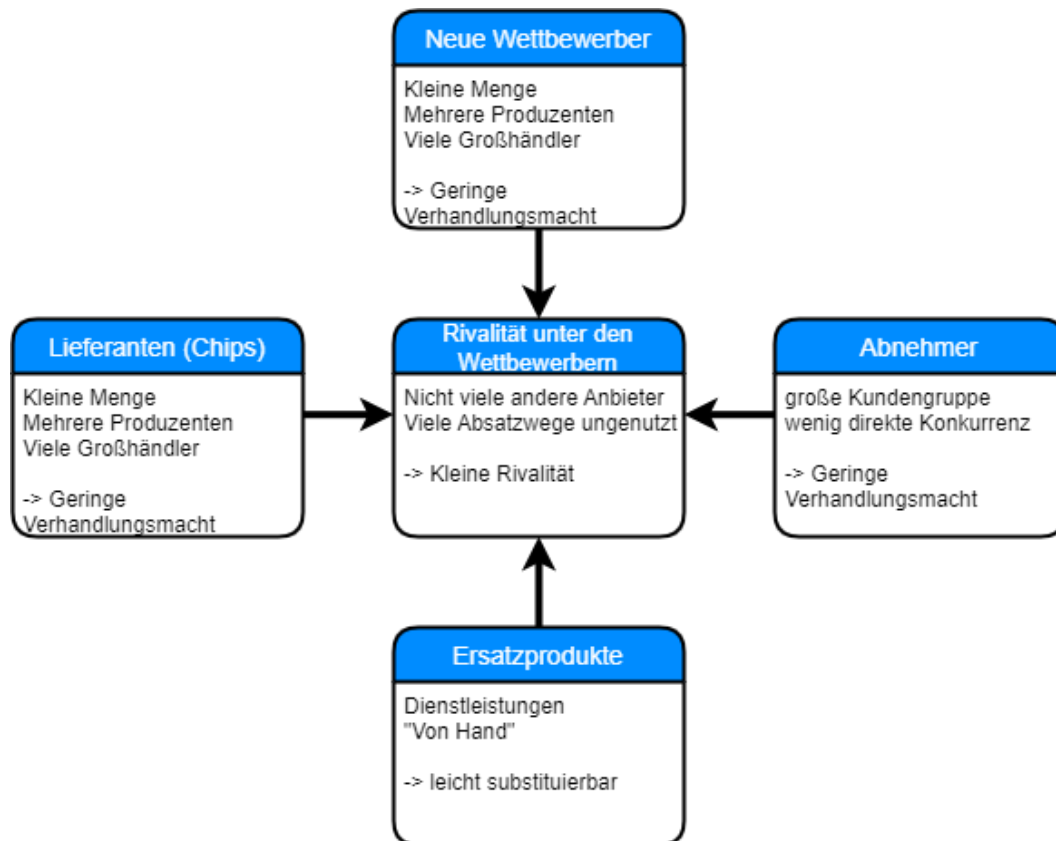 Neue Wettbewerber
Kleine Menge
Mehrere Produzenten
Viele Großhändler
-> Geringe
Verhandlungsmacht
Lieferanten (Chips)
Kleine Menge
Mehrere Produzenten
Viele Großhändler
-> Geringe
Verhandlungsmacht
Rivalität unter den
Wettbewerbern
Nicht viele andere Anbieter
Viele Absatzwege ungenutzt
-> Kleine Rivalität
Abnehmer
große Kundengruppe
wenig direkte Konkurrenz
-> Geringe
Verhandlungsmacht
Ersatzprodukte
Dienstleistungen
"Von Hand"
-> leicht substituierbar